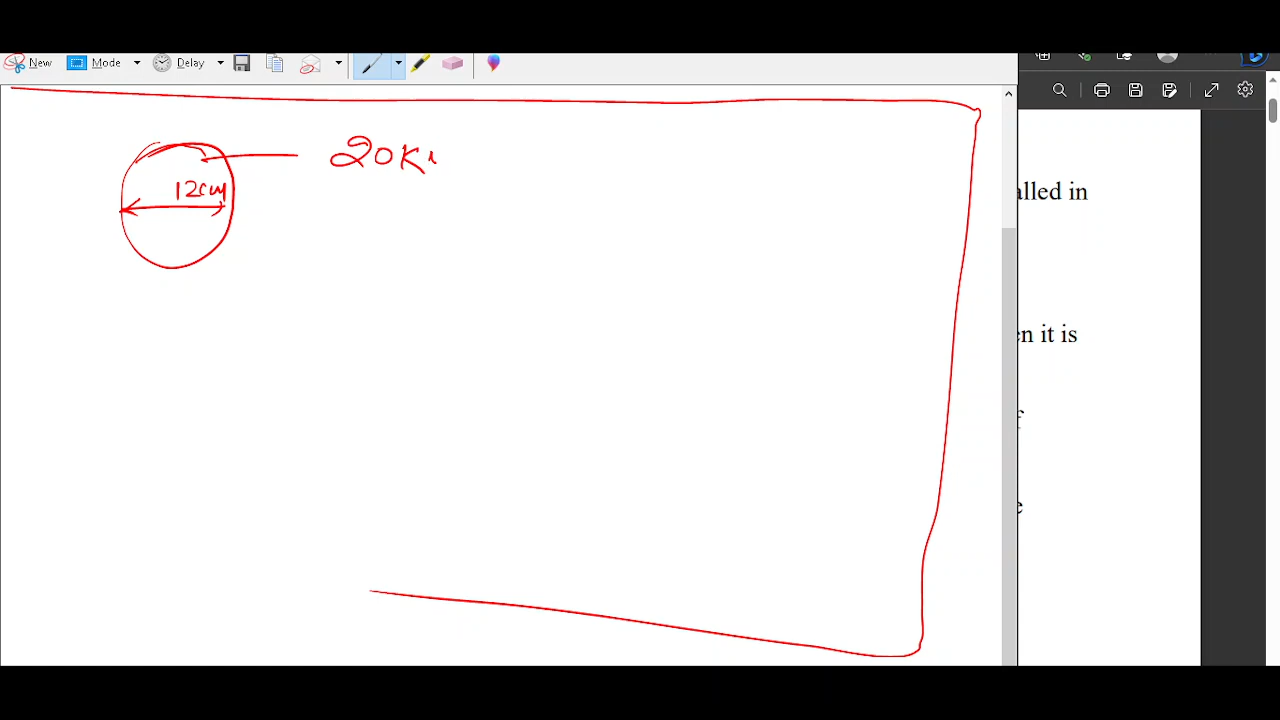 New Mode Delay
20K
12cm
alled in
en it is
f
e